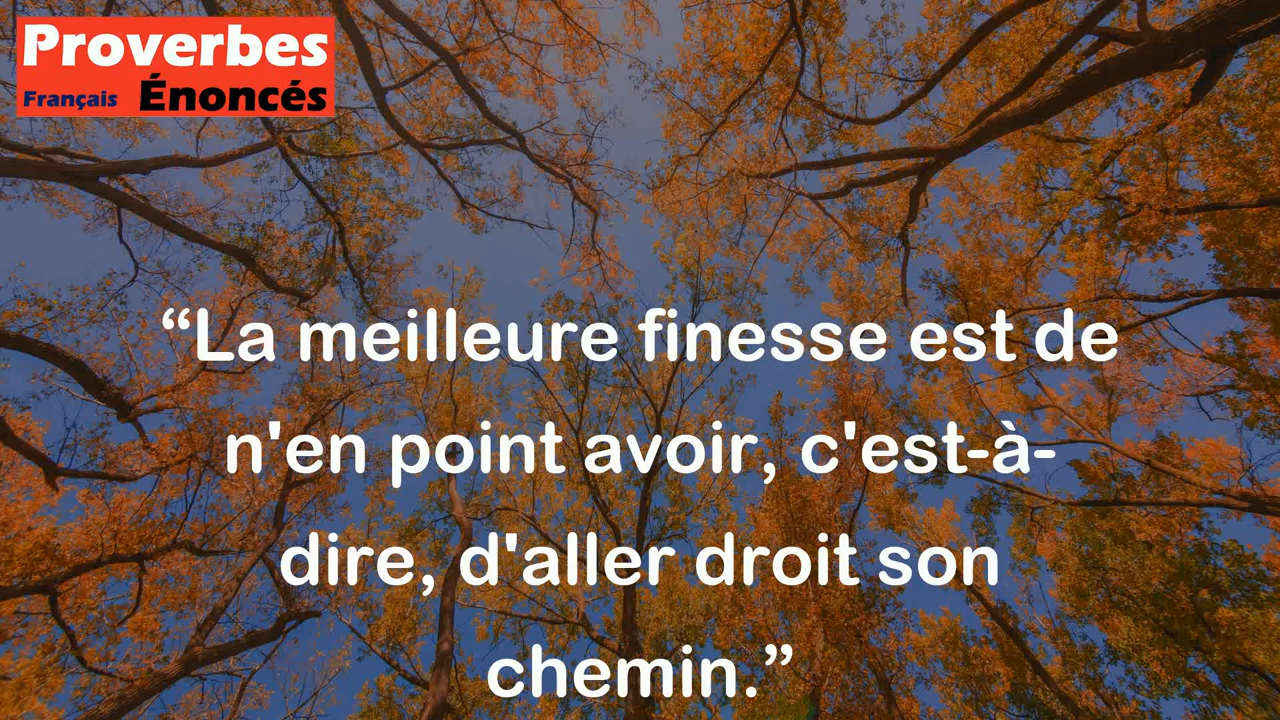 Proverbes
Français Énoncés
“La meilleure finesse est de
n'en point avoir, c'est-à-
dire, d'aller droit son
chemin.”